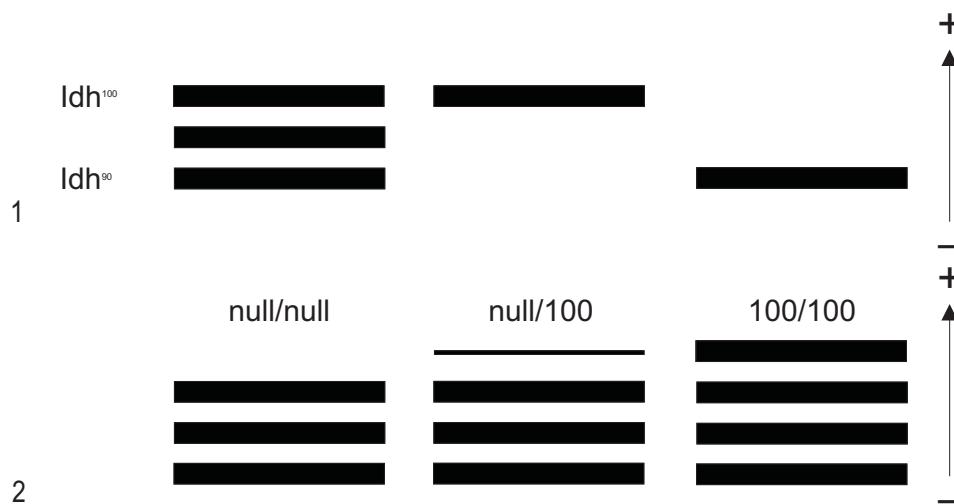 +
Idh¹⁰⁰
Idh⁹⁰
1
–
+
null/null null/100 100/100
2
–